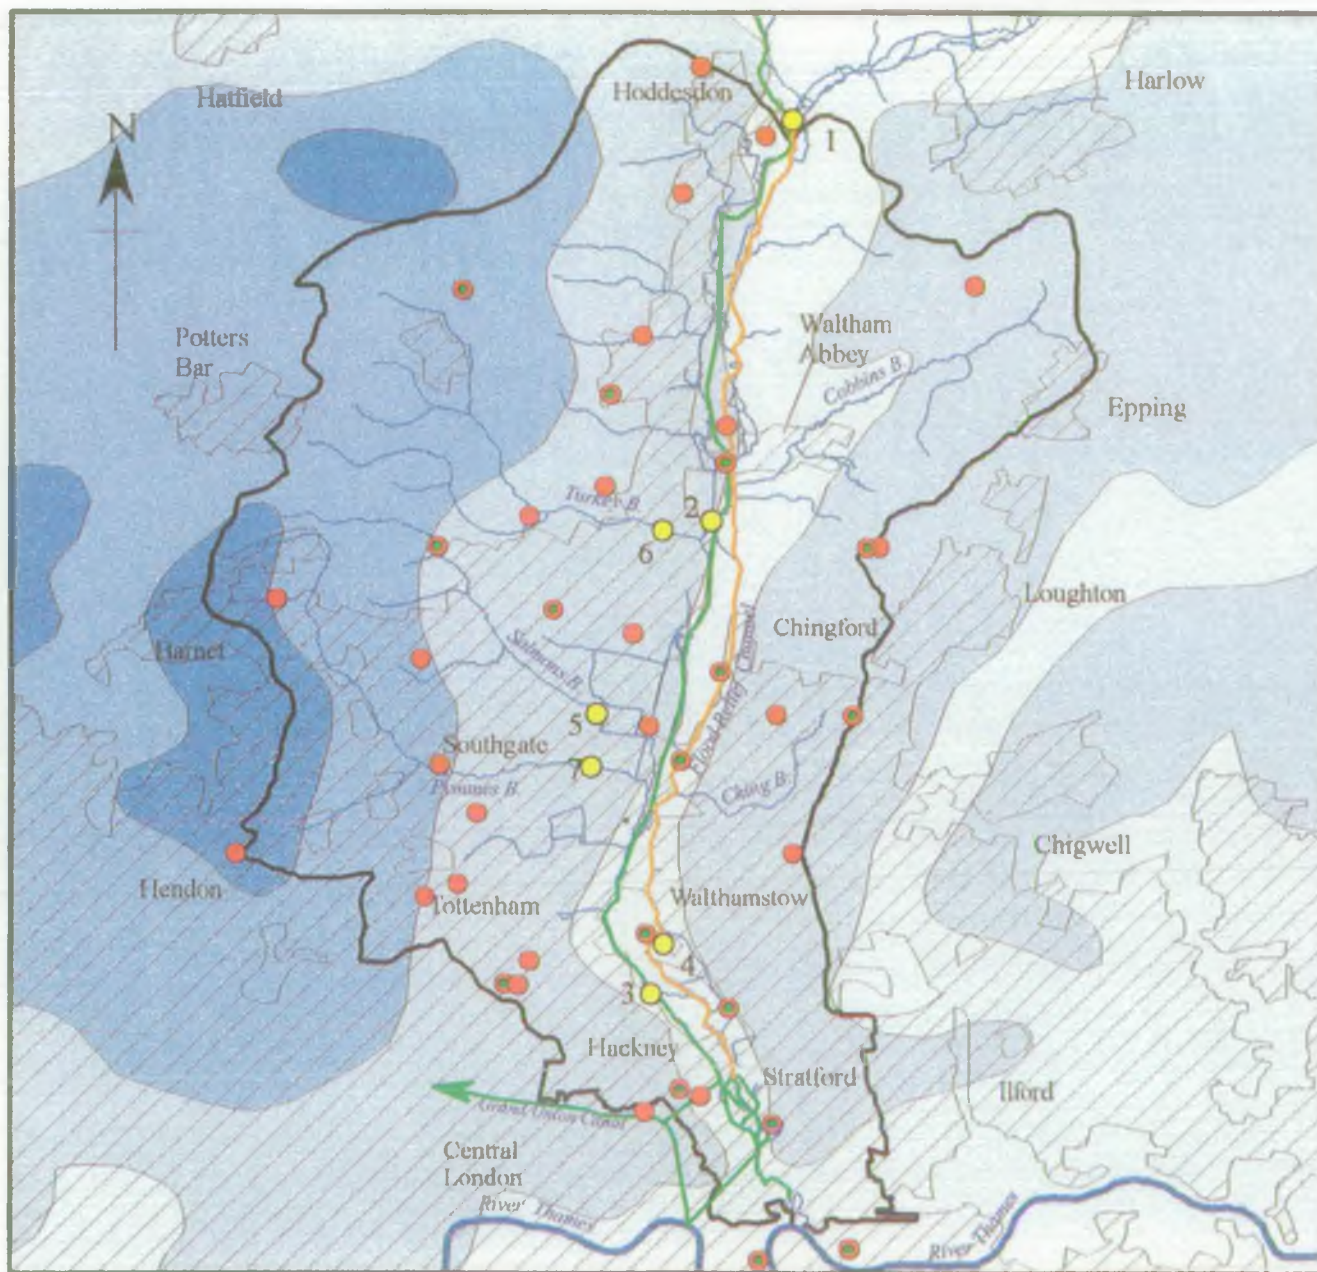 Hatfield
N
Hoddesdon
Harlow
1
Potters
Bar
Waltham
Abbey
Cobbins B.
Epping
Turkey B.
2
6
Loughton
Chingford
Barnet
Salmons B.
Flood Relief Channel
5
Southgate
7
Pymmes B.
Ching B.
Chigwell
Hendon
Tottenham
Walthamstow
4
3
Hackney
Stratford
Ilford
Grand Union Canal
Central
London
River Thames
River Thames